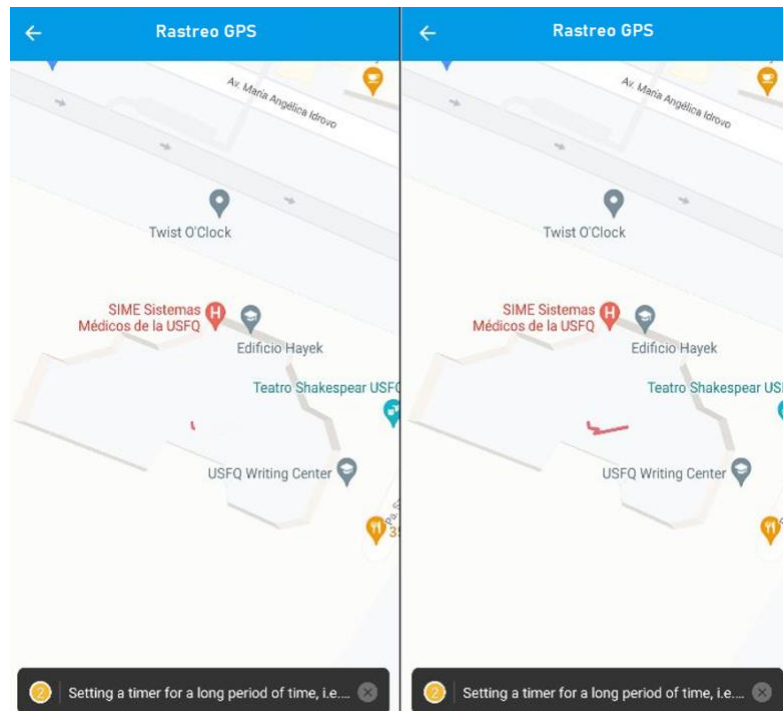 Rastreo GPS
Av. María Angélica Idrovo
Twist O'Clock
SIME Sistemas
Médicos de la USFQ
H
Edificio Hayek
Teatro Shakespear USFQ
USFQ Writing Center
2 Setting a timer for a long period of time, i.e....
Rastreo GPS
Av. María Angélica Idrovo
Twist O'Clock
SIME Sistemas
Médicos de la USFQ
H
Edificio Hayek
Teatro Shakespear US
USFQ Writing Center
2 Setting a timer for a long period of time, i.e....